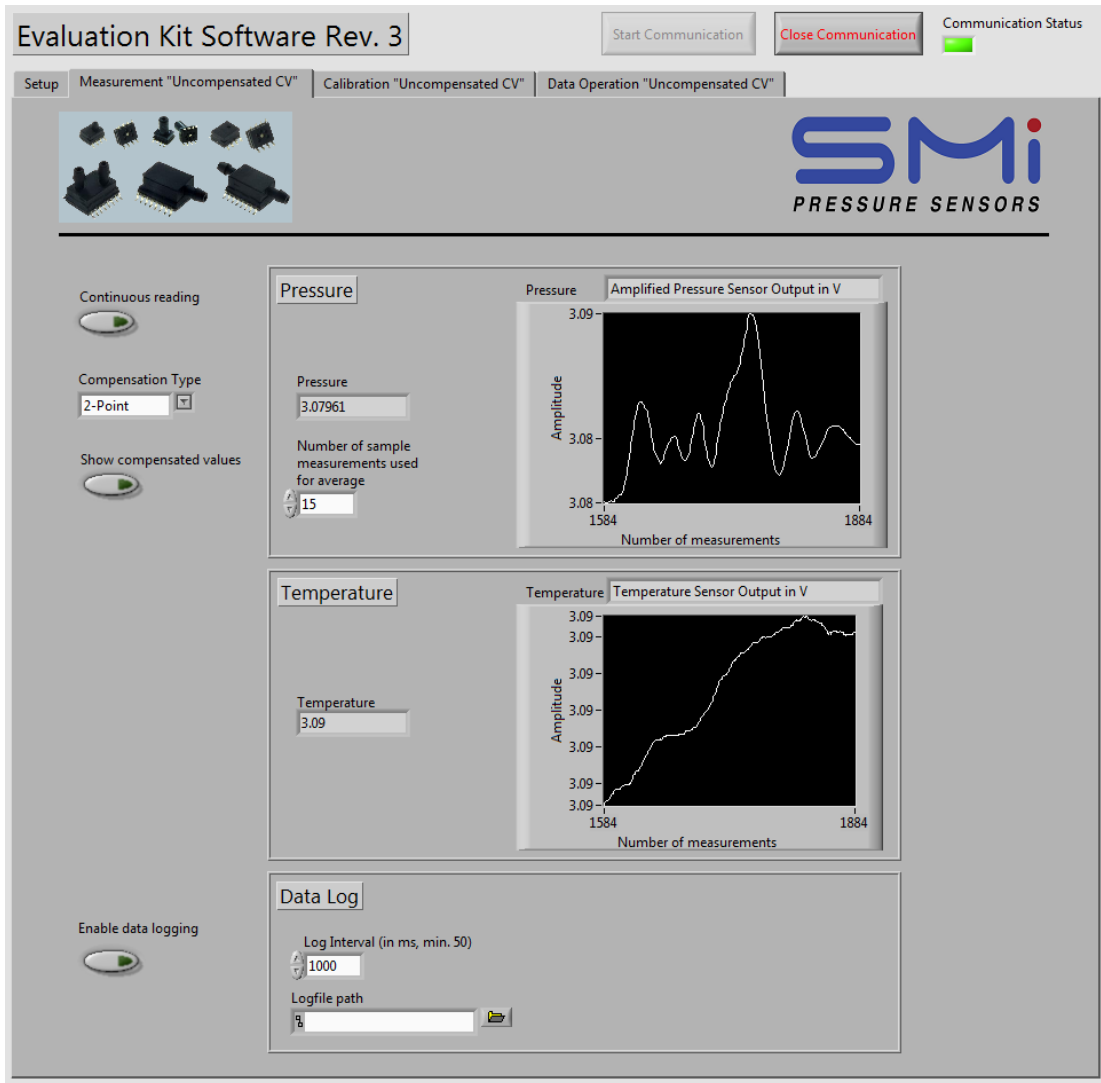 Evaluation Kit Software Rev. 3
Start Communication
Close Communication
Communication Status
Setup
Measurement "Uncompensated CV"
Calibration "Uncompensated CV"
Data Operation "Uncompensated CV"
SMi
PRESSURE SENSORS
Continuous reading
Compensation Type
2-Point
Show compensated values
Pressure
Pressure
3.07961
Number of sample
measurements used
for average
15
Pressure
Amplified Pressure Sensor Output in V
Amplitude
3.09
3.08
3.08
1584
1884
Number of measurements
Temperature
Temperature
3.09
Temperature
Temperature Sensor Output in V
Amplitude
3.09
3.09
3.09
3.09
3.09
3.09
3.09
1584
1884
Number of measurements
Enable data logging
Data Log
Log Interval (in ms, min. 50)
1000
Logfile path